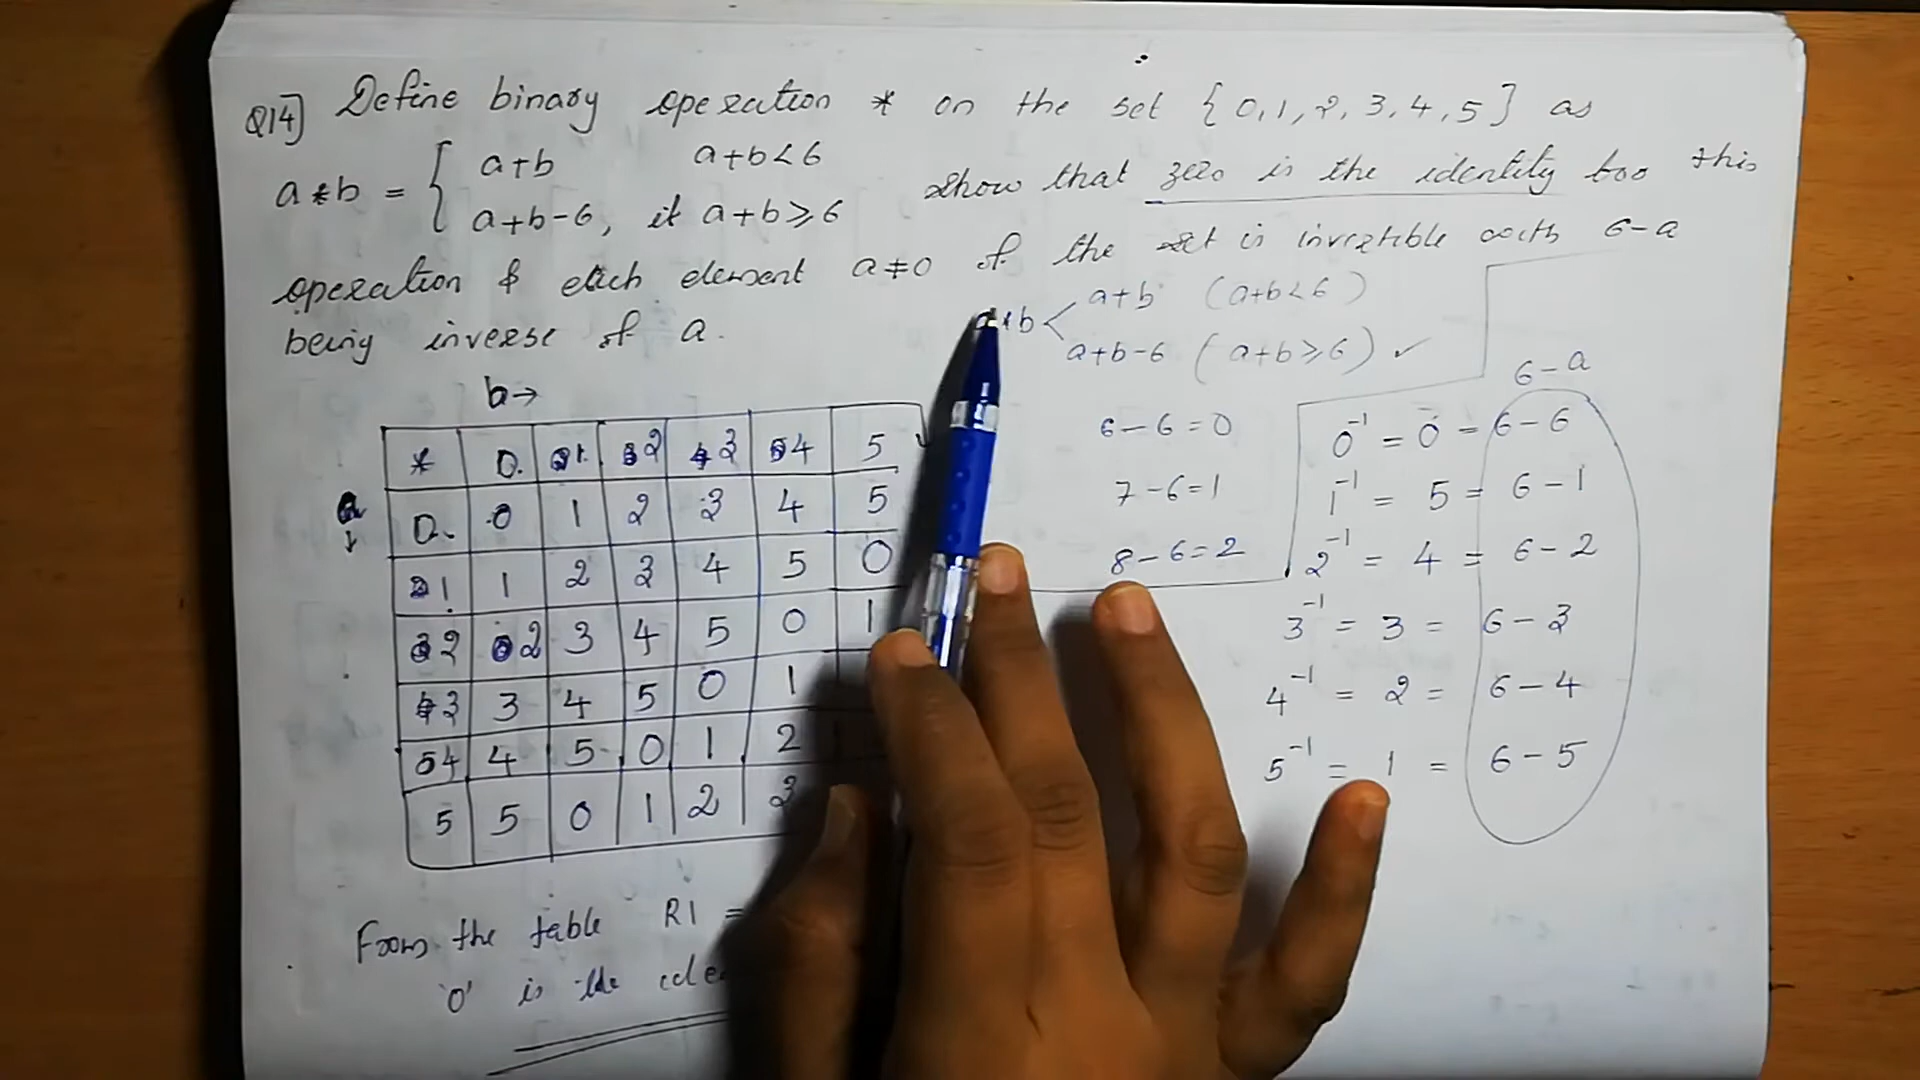 Q14] Define binary operation * on the set { 0, 1, 2, 3, 4, 5 } as
a * b = { a+b a+b<6
a+b-6, if a+b≥6 show that zero is the identity too this
operation & each element a≠0 of the set is invertible with 6-a
being inverse of a.
*b < a+b (a+b<6)
a+b-6 (a+b≥6) ✓
b→
a ↓
* 0 1 2 3 4 5
0 0 1 2 3 4 5
1 1 2 3 4 5 0
2 2 3 4 5 0 1
3 3 4 5 0 1
4 4 5 0 1 2
5 5 0 1 2 3
6-6=0
7-6=1
8-6=2
6-a
0⁻¹ = 0 = 6-6
1⁻¹ = 5 = 6-1
2⁻¹ = 4 = 6-2
3⁻¹ = 3 = 6-3
4⁻¹ = 2 = 6-4
5⁻¹ = 1 = 6-5
From the table R1 =
'0' is the